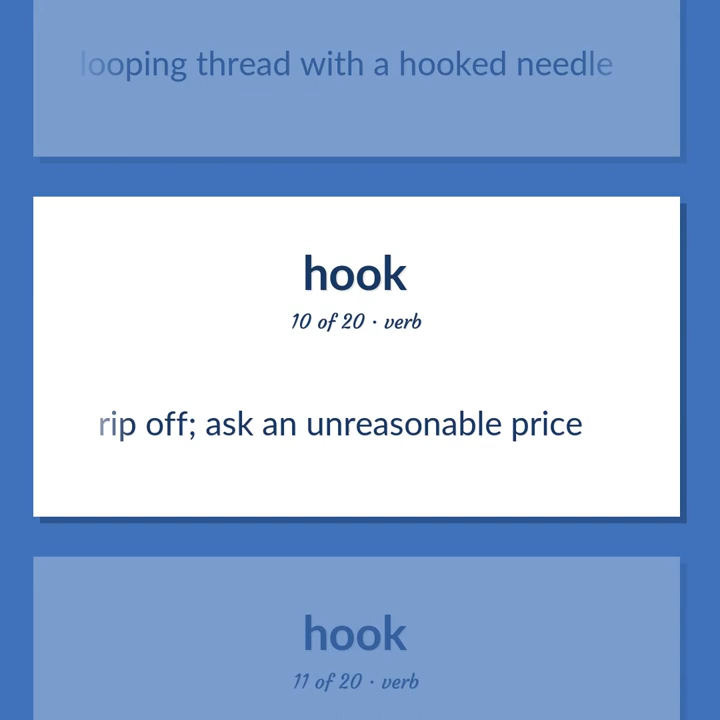 looping thread with a hooked needle
hook
10 of 20 · verb
rip off; ask an unreasonable price
hook
11 of 20 · verb